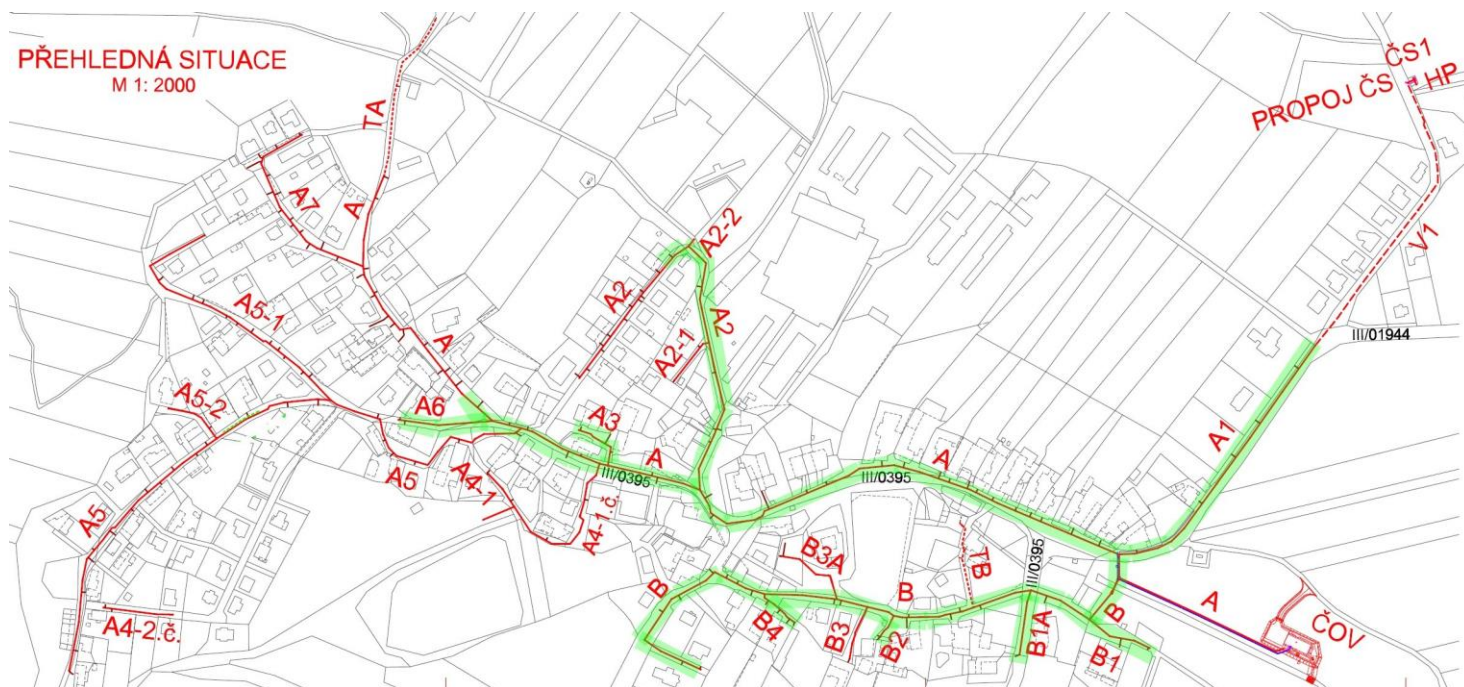 PŘEHLEDNÁ SITUACE
M 1: 2000
ČS1
PROPOJ ČS
HP
TA
A7
A
V1
A2-2
A2
A2
A5-1
A
A2-1
III/01944
A5-2
A6
A3
A
A
A1
III/0395
III/0395
A5
A4-1
A4-1.č.
A5
B3A
TB
III/0395
B
B
A
B
A4-2.č.
B4
B3
B2
B1A
B1
ČOV